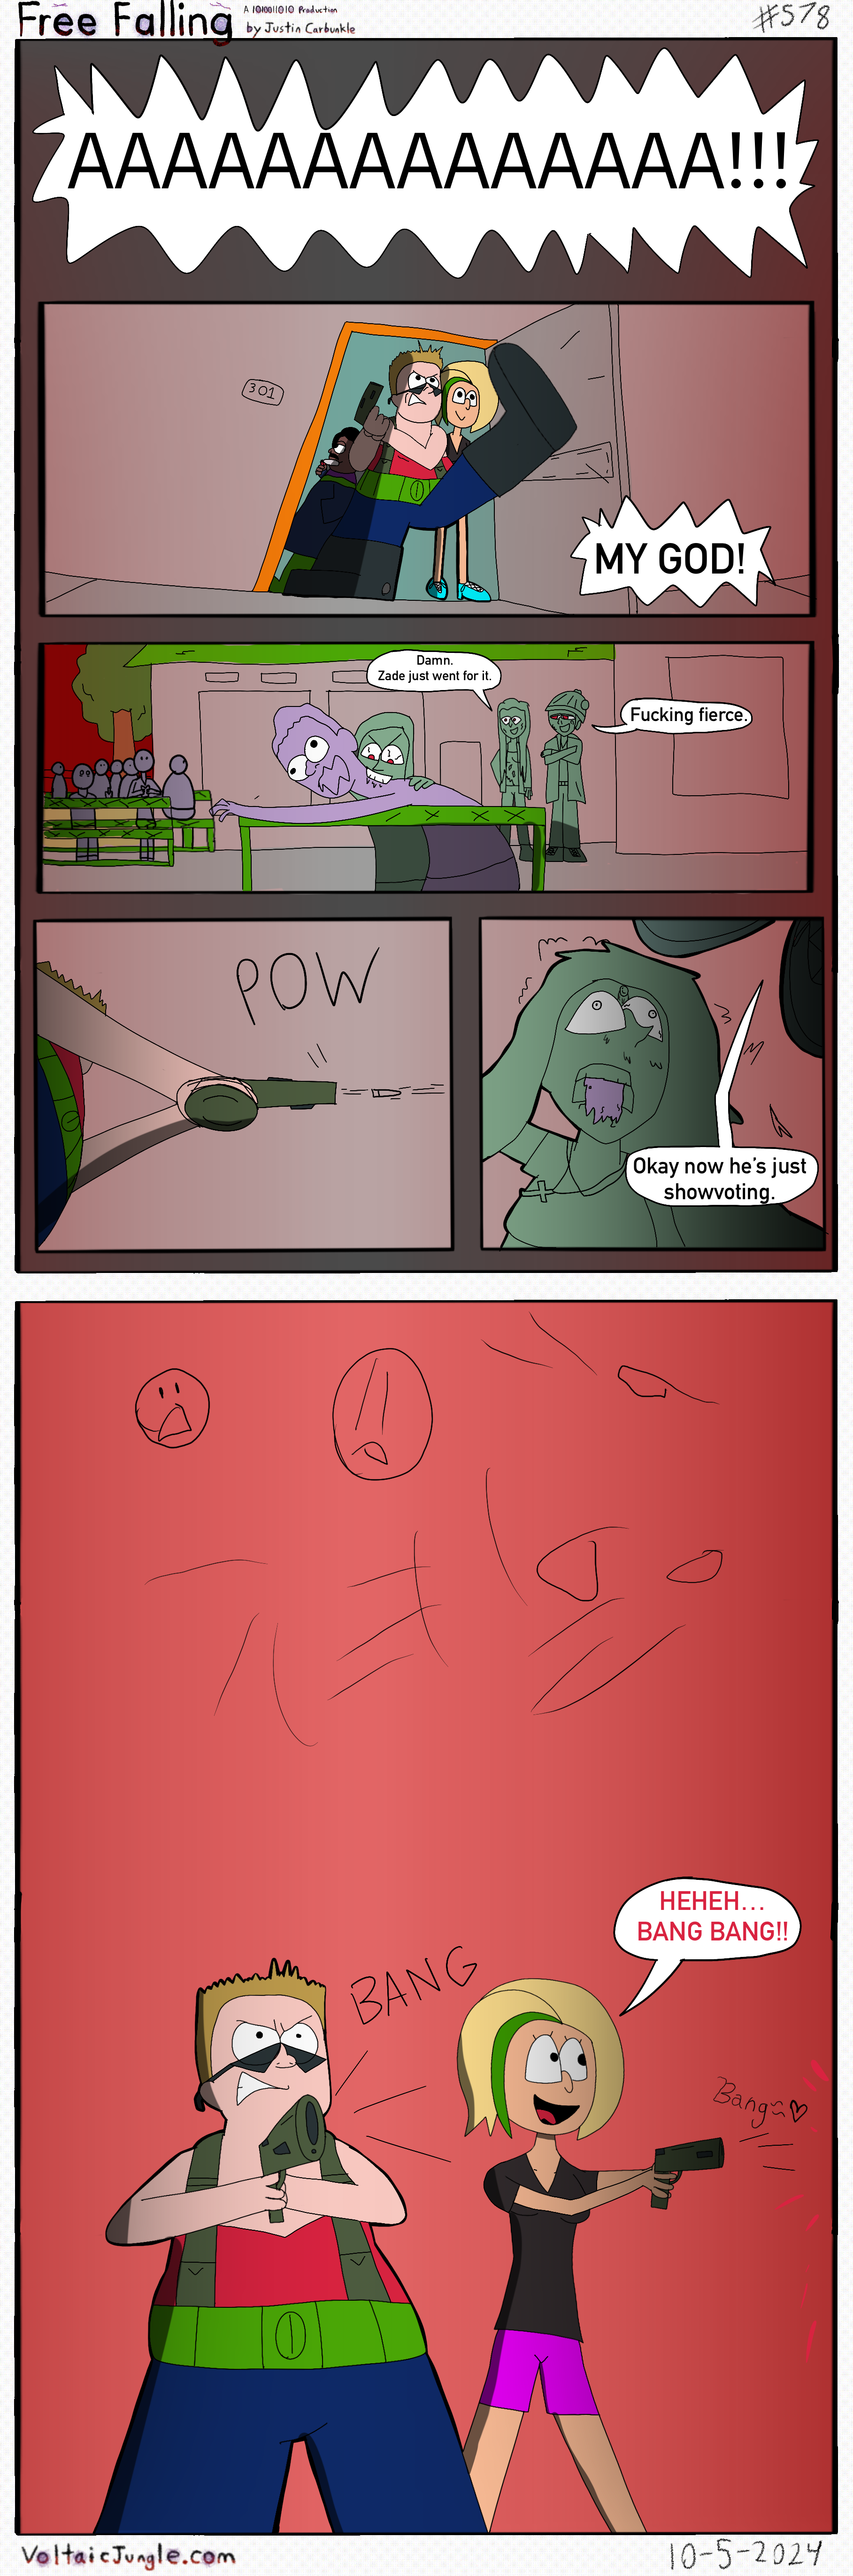 Free Falling
A 1010011010 Production
by Justin Carbunkle
#578
AAAAAAAAAAAAAA!!!
301
MY GOD!
Damn.
Zade just went for it.
Fucking fierce.
POW
Okay now he's just
showvoting.
HEHEH...
BANG BANG!!
BANG
Bang~♡
VoltaicJungle.com
10-5-2024